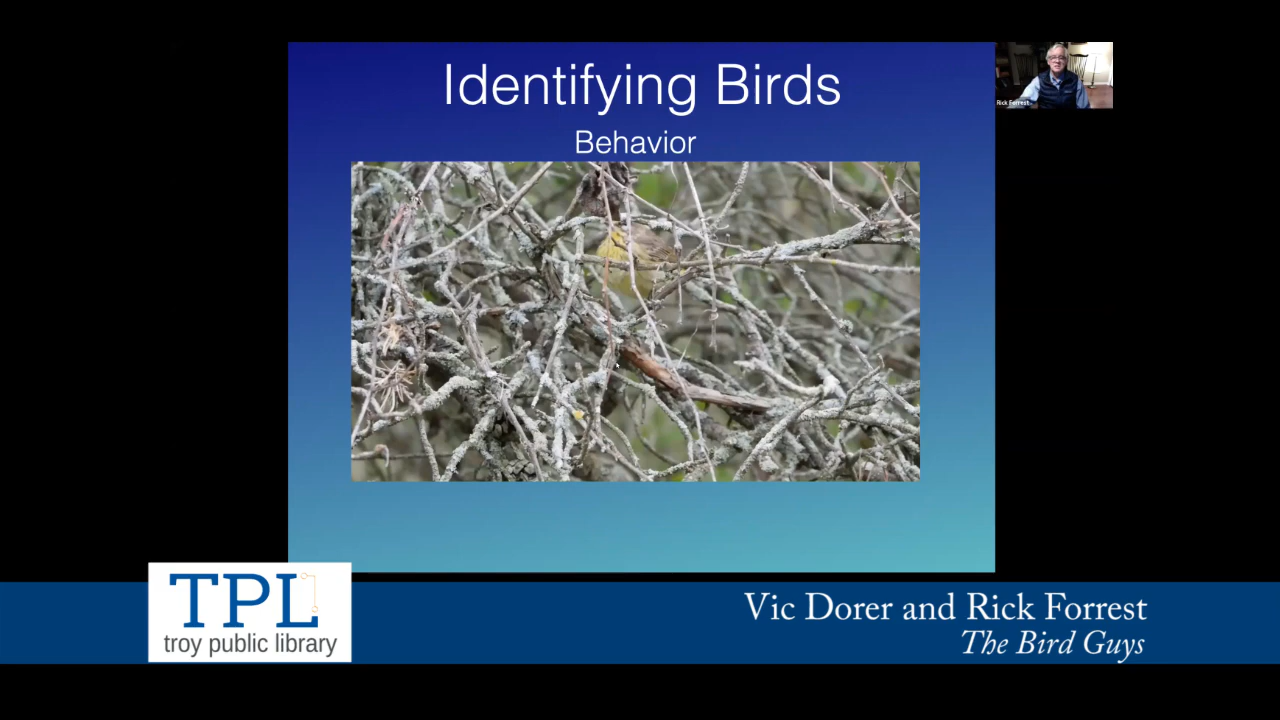 Identifying Birds
Behavior
Rick Forrest
TPL
troy public library
Vic Dorer and Rick Forrest
The Bird Guys